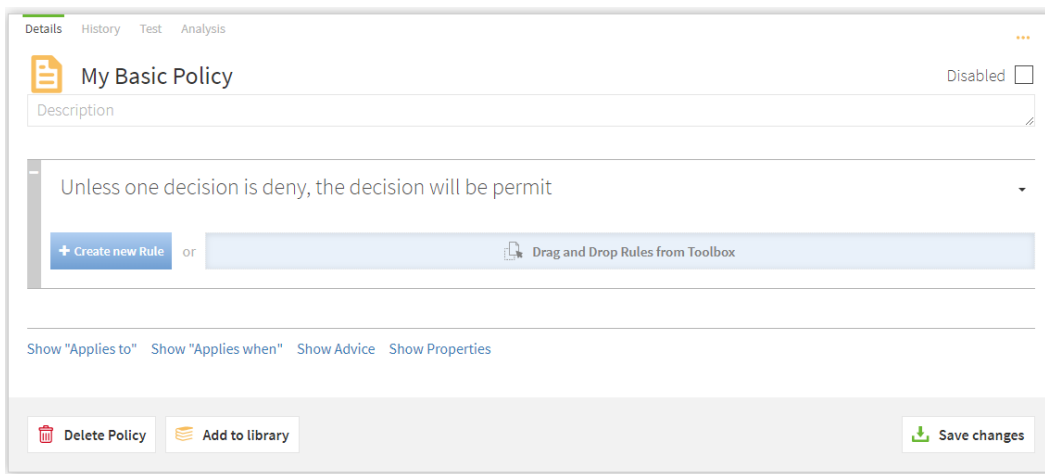 Details History Test Analysis
My Basic Policy
Disabled
Description
Unless one decision is deny, the decision will be permit
+ Create new Rule or Drag and Drop Rules from Toolbox
Show "Applies to" Show "Applies when" Show Advice Show Properties
Delete Policy Add to library Save changes